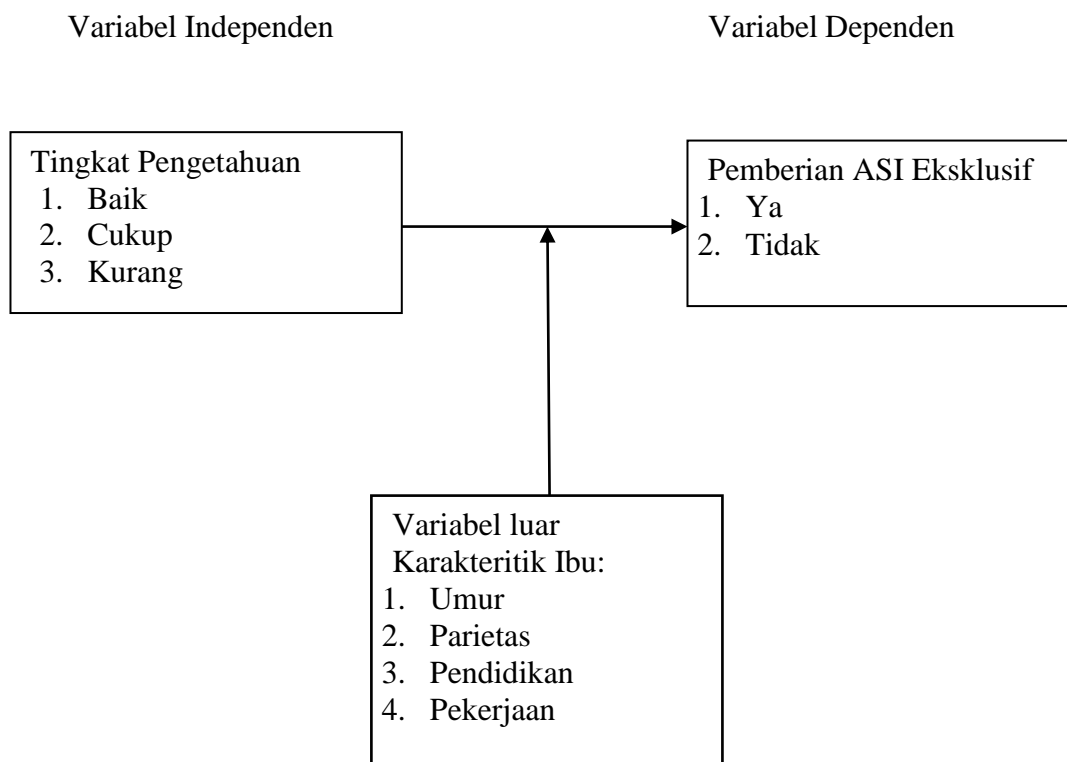 Variabel Independen
Variabel Dependen
Tingkat Pengetahuan
1. Baik
2. Cukup
3. Kurang
Pemberian ASI Eksklusif
1. Ya
2. Tidak
Variabel luar
Karakteritik Ibu:
1. Umur
2. Parietas
3. Pendidikan
4. Pekerjaan